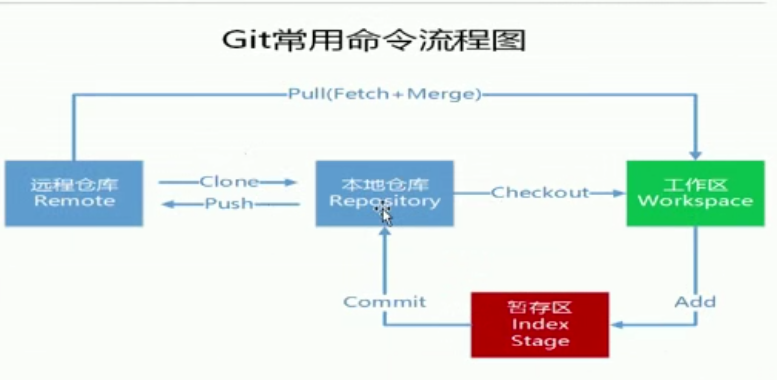 Git常用命令流程图
Pull(Fetch+Merge)
远程仓库
Remote
Clone
Push
本地仓库
Repository
Checkout
工作区
Workspace
Commit
暂存区
Index
Stage
Add